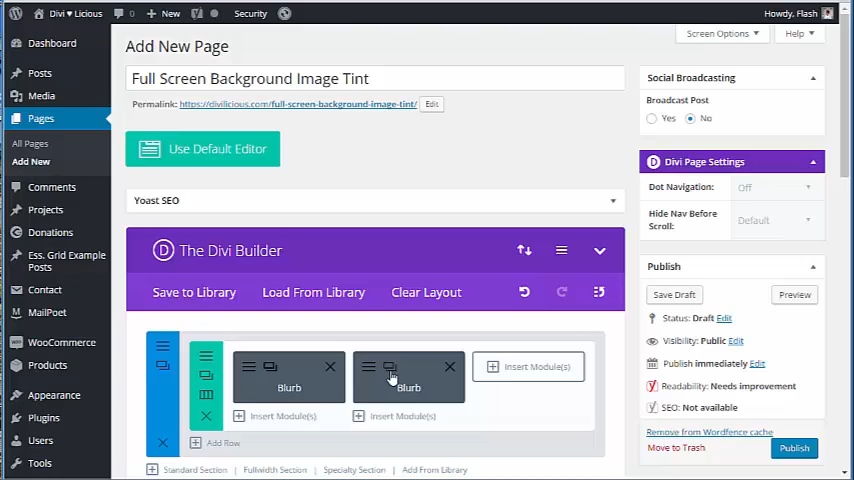 Divi ♥ Licious 0 New Security Howdy, Flash
Dashboard
Posts
Media
Pages
All Pages
Add New
Comments
Projects
Donations
Ess. Grid Example
Posts
Contact
MailPoet
WooCommerce
Products
Appearance
Plugins
Users
Tools
Screen Options Help
Add New Page
Full Screen Background Image Tint
Permalink: https://divilicious.com/full-screen-background-image-tint/ Edit
Use Default Editor
Yoast SEO
The Divi Builder
Save to Library Load From Library Clear Layout
Blurb Blurb Insert Module(s)
Insert Module(s) Insert Module(s)
Add Row
Standard Section | Fullwidth Section | Specialty Section | Add From Library
Social Broadcasting
Broadcast Post
Yes No
Divi Page Settings
Dot Navigation: Off
Hide Nav Before
Scroll: Default
Publish
Save Draft Preview
Status: Draft Edit
Visibility: Public Edit
Publish immediately Edit
Readability: Needs improvement
SEO: Not available
Remove from Wordfence cache
Move to Trash Publish